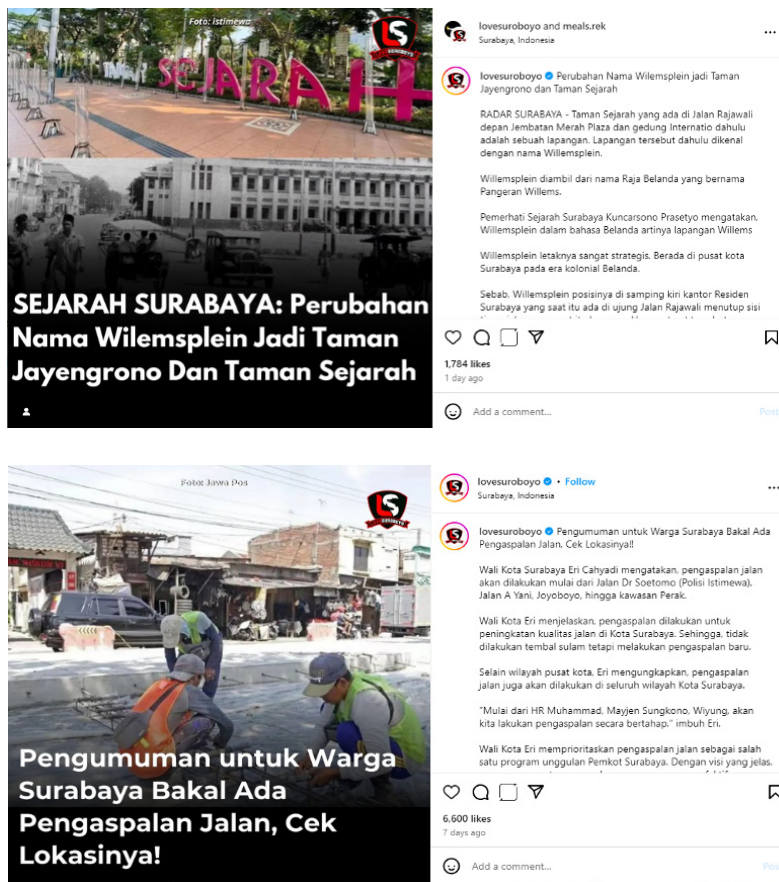 Foto: istimewa
LS
SUROBOYO
SEJARAH
SEJARAH SURABAYA: Perubahan
Nama Wilemsplein Jadi Taman
Jayengrono Dan Taman Sejarah
lovesuroboyo and meals.rek
Surabaya, Indonesia
lovesuroboyo Perubahan Nama Wilemsplein jadi Taman
Jayengrono dan Taman Sejarah
RADAR SURABAYA - Taman Sejarah yang ada di Jalan Rajawali
depan Jembatan Merah Plaza dan gedung Internatio dahulu
adalah sebuah lapangan. Lapangan tersebut dahulu dikenal
dengan nama Willemsplein.
Willemsplein diambil dari nama Raja Belanda yang bernama
Pangeran Willems.
Pemerhati Sejarah Surabaya Kuncarsono Prasetyo mengatakan,
Willemsplein dalam bahasa Belanda artinya lapangan Willems
Willemsplein letaknya sangat strategis. Berada di pusat kota
Surabaya pada era kolonial Belanda.
Sebab, Willemsplein posisinya di samping kiri kantor Residen
Surabaya yang saat itu ada di ujung Jalan Rajawali menutup sisi
1,784 likes
1 day ago
Add a comment...
Post
Foto: Jawa Pos
LS
Pengumuman untuk Warga
Surabaya Bakal Ada
Pengaspalan Jalan, Cek
Lokasinya!
lovesuroboyo • Follow
Surabaya, Indonesia
lovesuroboyo Pengumuman untuk Warga Surabaya Bakal Ada
Pengaspalan Jalan, Cek Lokasinya!!
Wali Kota Surabaya Eri Cahyadi mengatakan, pengaspalan jalan
akan dilakukan mulai dari Jalan Dr Soetomo (Polisi Istimewa),
Jalan A Yani, Joyoboyo, hingga kawasan Perak.
Wali Kota Eri menjelaskan, pengaspalan dilakukan untuk
peningkatan kualitas jalan di Kota Surabaya. Sehingga, tidak
dilakukan tembal sulam tetapi melakukan pengaspalan baru.
Selain wilayah pusat kota, Eri mengungkapkan, pengaspalan
jalan juga akan dilakukan di seluruh wilayah Kota Surabaya.
"Mulai dari HR Muhammad, Mayjen Sungkono, Wiyung, akan
kita lakukan pengaspalan secara bertahap," imbuh Eri.
Wali Kota Eri memprioritaskan pengaspalan jalan sebagai salah
satu program unggulan Pemkot Surabaya. Dengan visi yang jelas,
6,600 likes
7 days ago
Add a comment...
Post